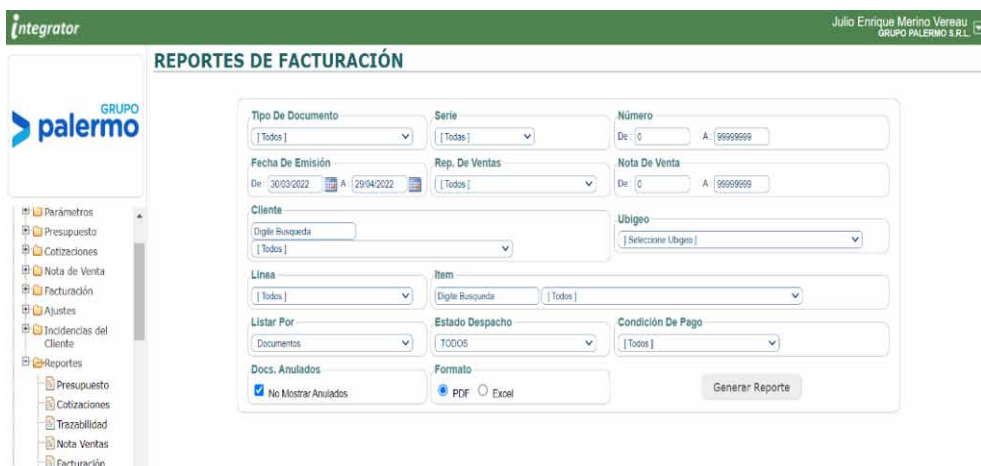 integrator
Julio Enrique Merino Vereau
GRUPO PALERMO S.R.L.
GRUPO
palermo
REPORTES DE FACTURACIÓN
Tipo De Documento
[ Todos ]
Serie
[ Todas ]
Número
De : 0 A : 99999999
Fecha De Emisión
De : 30/03/2022 A : 29/04/2022
Rep. De Ventas
[ Todos ]
Nota De Venta
De : 0 A : 99999999
Cliente
Digite Busqueda
[ Todos ]
Ubigeo
[ Seleccione Ubigeo ]
Linea
[ Todos ]
Item
Digite Busqueda [ Todos ]
Listar Por
Documentos
Estado Despacho
TODOS
Condición De Pago
[ Todos ]
Docs. Anulados
No Mostrar Anulados
Formato
PDF Excel
Generar Reporte
Parámetros
Presupuesto
Cotizaciones
Nota de Venta
Facturación
Ajustes
Incidencias del
Cliente
Reportes
Presupuesto
Cotizaciones
Trazabilidad
Nota Ventas
Facturación